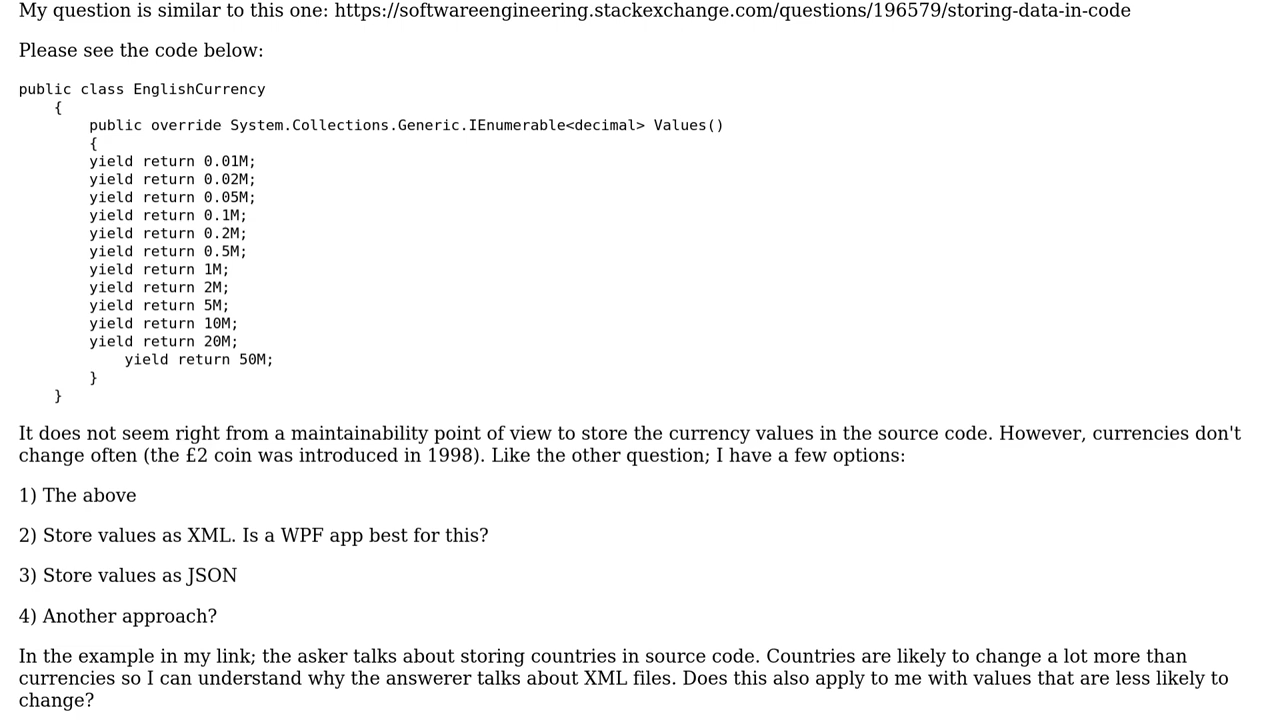 My question is similar to this one: https://softwareengineering.stackexchange.com/questions/196579/storing-data-in-code
Please see the code below:
public class EnglishCurrency
    {
        public override System.Collections.Generic.IEnumerable<decimal> Values()
        {
        yield return 0.01M;
        yield return 0.02M;
        yield return 0.05M;
        yield return 0.1M;
        yield return 0.2M;
        yield return 0.5M;
        yield return 1M;
        yield return 2M;
        yield return 5M;
        yield return 10M;
        yield return 20M;
            yield return 50M;
        }
    }
It does not seem right from a maintainability point of view to store the currency values in the source code. However, currencies don't
change often (the £2 coin was introduced in 1998). Like the other question; I have a few options:
1) The above
2) Store values as XML. Is a WPF app best for this?
3) Store values as JSON
4) Another approach?
In the example in my link; the asker talks about storing countries in source code. Countries are likely to change a lot more than
currencies so I can understand why the answerer talks about XML files. Does this also apply to me with values that are less likely to
change?